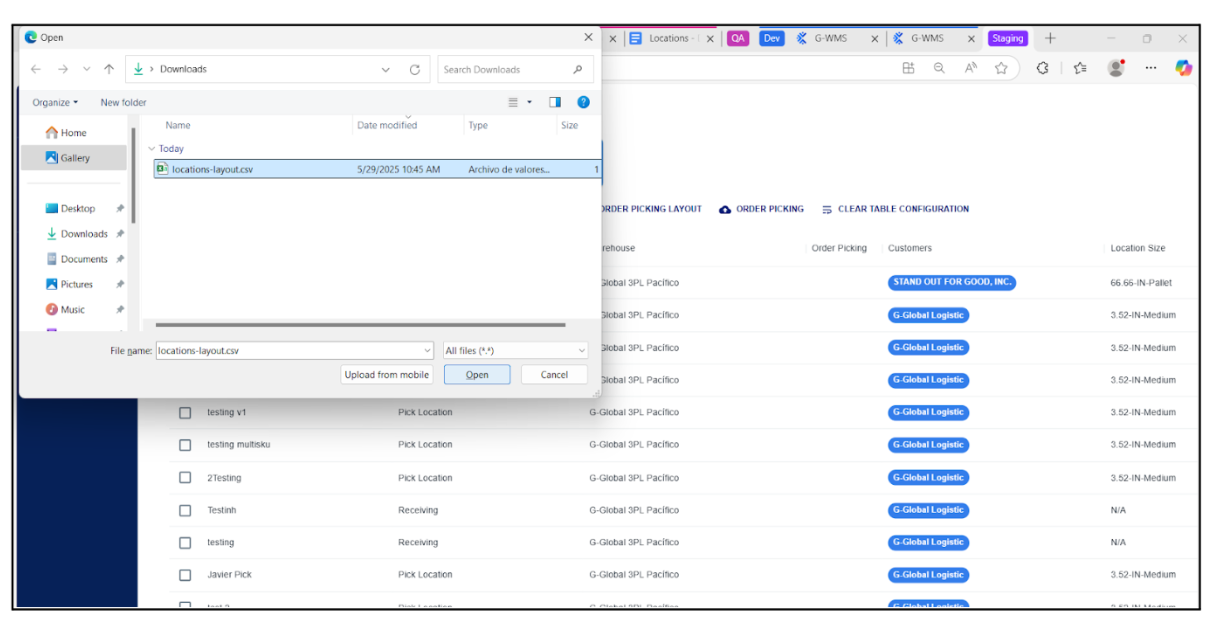 Open
Locations -
QA
Dev
G-WMS
G-WMS
Staging
Downloads
Search Downloads
Organize
New folder
Home
Gallery
Desktop
Downloads
Documents
Pictures
Music
Name Date modified Type Size
Today
locations-layout.csv 5/29/2025 10:45 AM Archivo de valores... 1
File name: locations-layout.csv All files (*.*)
Upload from mobile Open Cancel
ORDER PICKING LAYOUT ORDER PICKING CLEAR TABLE CONFIGURATION
rehouse Order Picking Customers Location Size
Global 3PL Pacífico STAND OUT FOR GOOD, INC. 66.66-IN-Pallet
Global 3PL Pacífico G-Global Logistic 3.52-IN-Medium
Global 3PL Pacífico G-Global Logistic 3.52-IN-Medium
Global 3PL Pacífico G-Global Logistic 3.52-IN-Medium
testing v1 Pick Location G-Global 3PL Pacífico G-Global Logistic 3.52-IN-Medium
testing multisku Pick Location G-Global 3PL Pacífico G-Global Logistic 3.52-IN-Medium
2Testing Pick Location G-Global 3PL Pacífico G-Global Logistic 3.52-IN-Medium
Testinh Receiving G-Global 3PL Pacífico G-Global Logistic N/A
testing Receiving G-Global 3PL Pacífico G-Global Logistic N/A
Javier Pick Pick Location G-Global 3PL Pacífico G-Global Logistic 3.52-IN-Medium